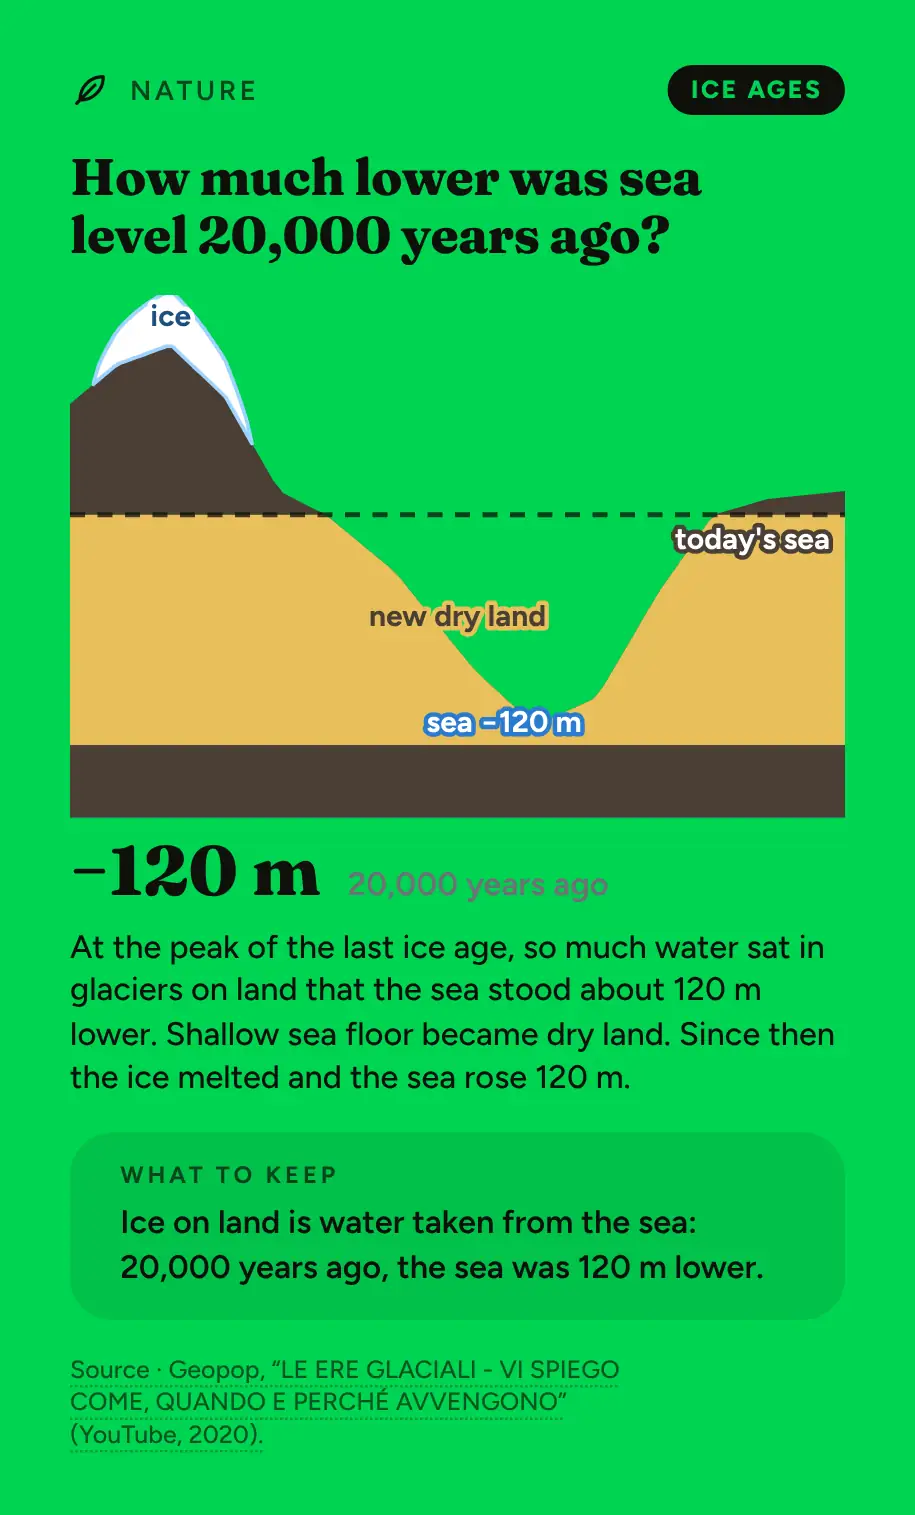 NATURE
ICE AGES
How much lower was sea
level 20,000 years ago?
ice
today's sea
new dry land
sea −120 m
−120 m 20,000 years ago
At the peak of the last ice age, so much water sat in
glaciers on land that the sea stood about 120 m
lower. Shallow sea floor became dry land. Since then
the ice melted and the sea rose 120 m.
WHAT TO KEEP
Ice on land is water taken from the sea:
20,000 years ago, the sea was 120 m lower.
Source · Geopop, “LE ERE GLACIALI - VI SPIEGO
COME, QUANDO E PERCHÉ AVVENGONO”
(YouTube, 2020).